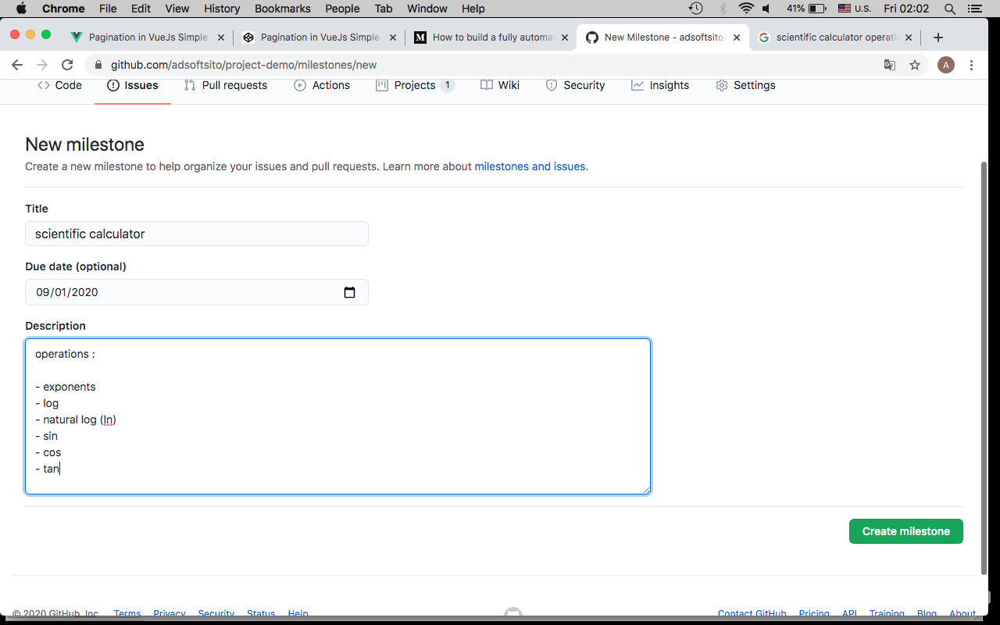 Chrome File Edit View History Bookmarks People Tab Window Help 41% U.S. Fri 02:02
Pagination in VueJs Simple Pagination in VueJs Simple M How to build a fully automa New Milestone - adsoftsito/ scientific calculator operati
github.com/adsoftsito/project-demo/milestones/new A
Code Issues Pull requests Actions Projects 1 Wiki Security Insights Settings
New milestone
Create a new milestone to help organize your issues and pull requests. Learn more about milestones and issues.
Title
scientific calculator
Due date (optional)
09/01/2020
Description
operations :
- exponents
- log
- natural log (ln)
- sin
- cos
- tan
Create milestone
© 2020 GitHub, Inc. Terms Privacy Security Status Help Contact GitHub Pricing API Training Blog About